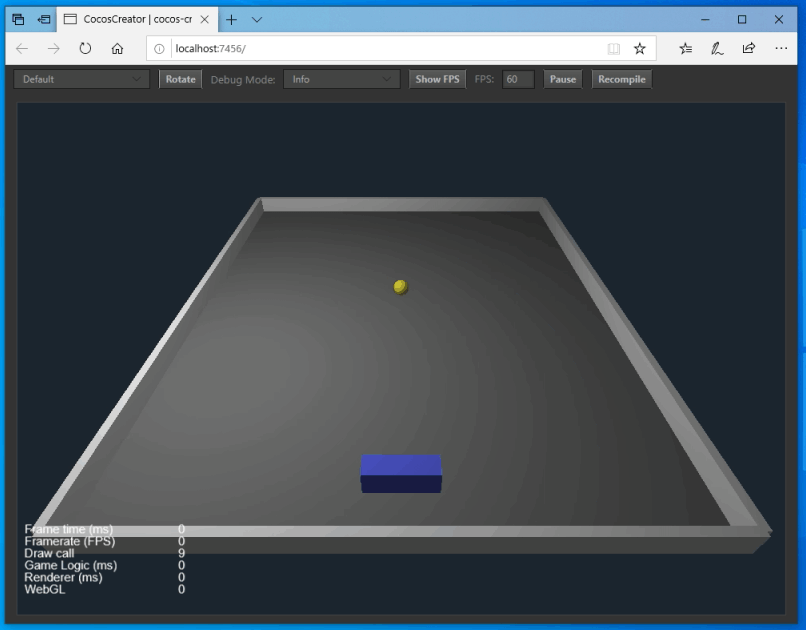 CocosCreator | cocos-cr
localhost:7456/
Default Rotate Debug Mode: Info Show FPS FPS: 60 Pause Recompile
Frame time (ms) 0
Framerate (FPS) 0
Draw call 9
Game Logic (ms) 0
Renderer (ms) 0
WebGL 0